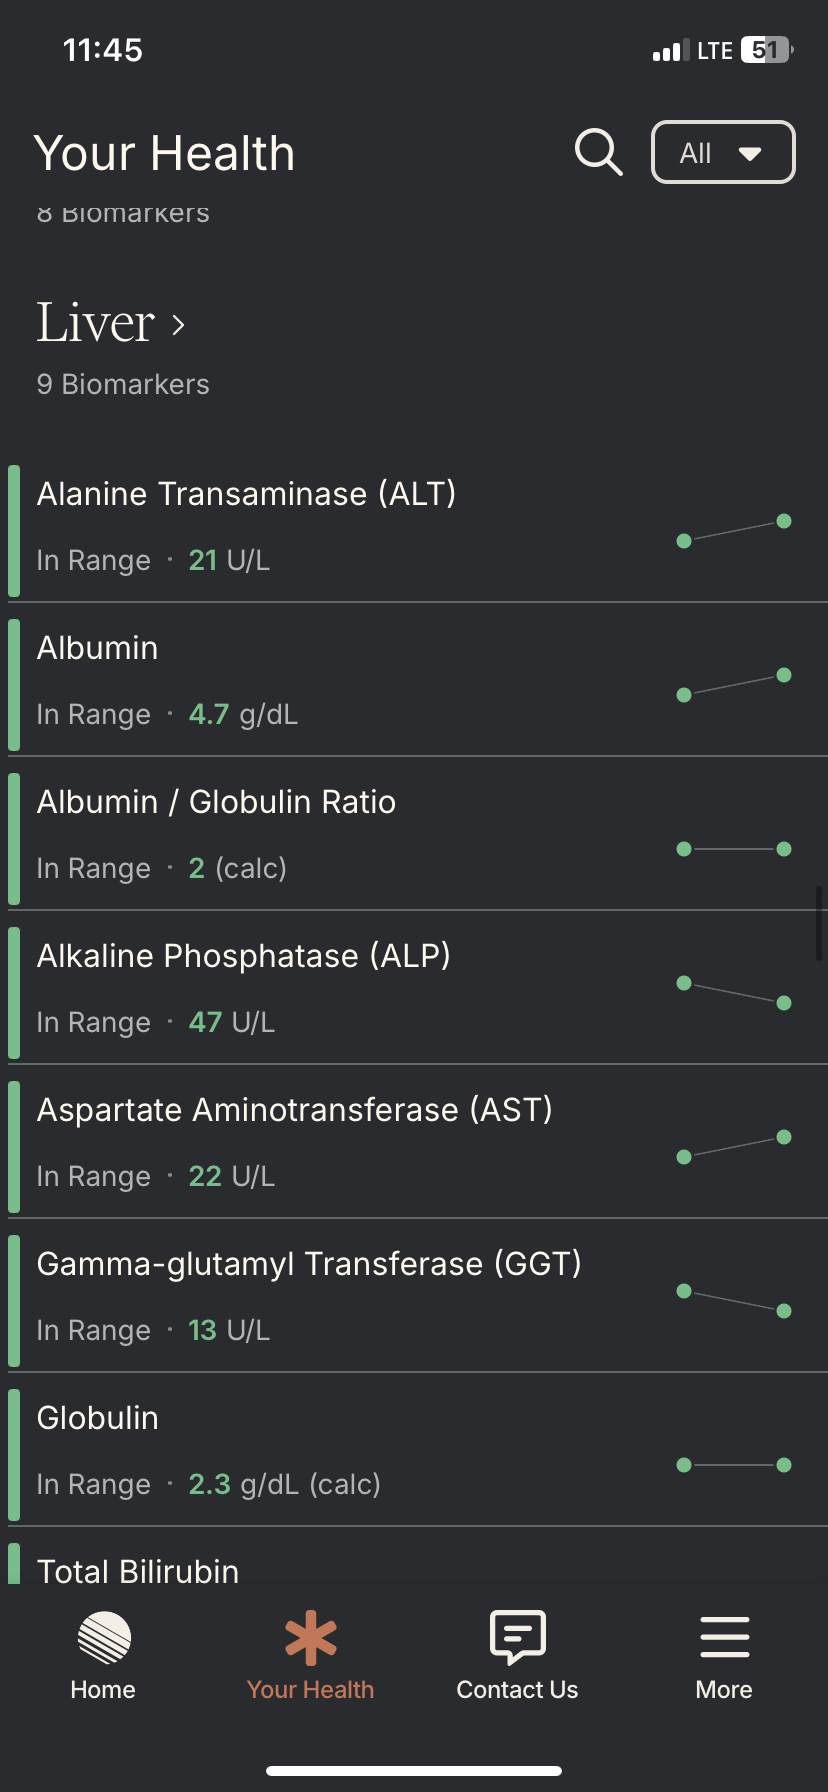 11:45
LTE 51
Your Health
All
8 Biomarkers
Liver >
9 Biomarkers
Alanine Transaminase (ALT)
In Range · 21 U/L
Albumin
In Range · 4.7 g/dL
Albumin / Globulin Ratio
In Range · 2 (calc)
Alkaline Phosphatase (ALP)
In Range · 47 U/L
Aspartate Aminotransferase (AST)
In Range · 22 U/L
Gamma-glutamyl Transferase (GGT)
In Range · 13 U/L
Globulin
In Range · 2.3 g/dL (calc)
Total Bilirubin
Home
Your Health
Contact Us
More